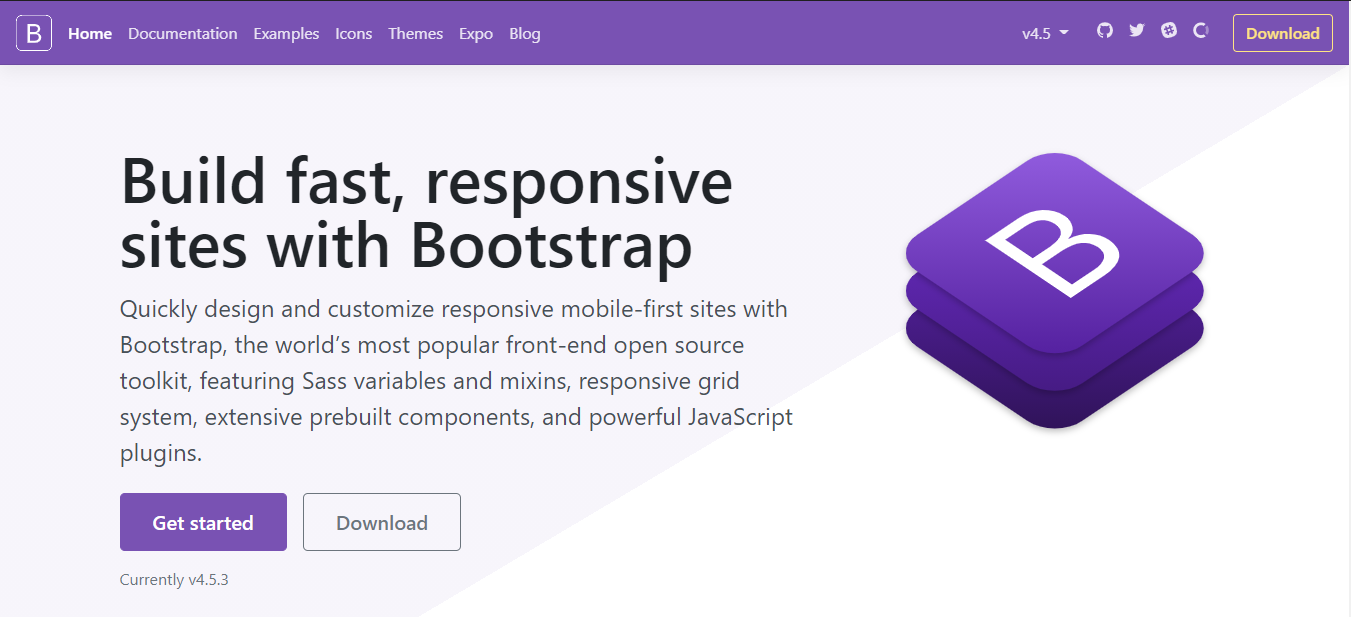 B Home Documentation Examples Icons Themes Expo Blog v4.5 Download
Build fast, responsive
sites with Bootstrap
Quickly design and customize responsive mobile-first sites with
Bootstrap, the world’s most popular front-end open source
toolkit, featuring Sass variables and mixins, responsive grid
system, extensive prebuilt components, and powerful JavaScript
plugins.
Get started Download
Currently v4.5.3
B